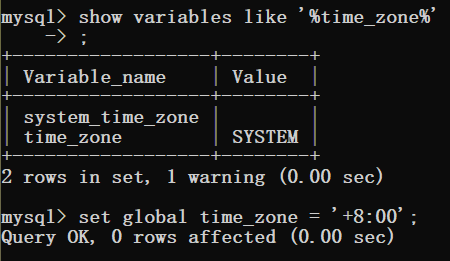 mysql> show variables like '%time_zone%'
    -> ;
+------------------+--------+
| Variable_name    | Value  |
+------------------+--------+
| system_time_zone |        |
| time_zone        | SYSTEM |
+------------------+--------+
2 rows in set, 1 warning (0.00 sec)
mysql> set global time_zone = '+8:00';
Query OK, 0 rows affected (0.00 sec)